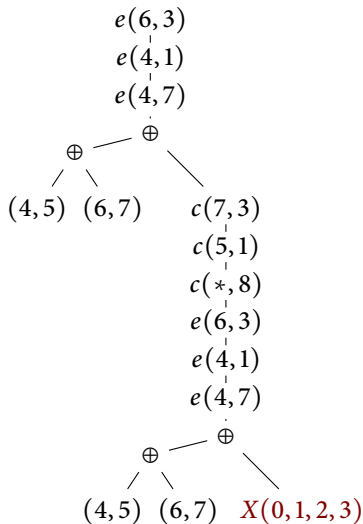 e(6,3)
e(4,1)
e(4,7)
⊕
⊕
(4,5) (6,7) c(7,3)
c(5,1)
c(*,8)
e(6,3)
e(4,1)
e(4,7)
⊕
⊕
(4,5) (6,7) X(0,1,2,3)